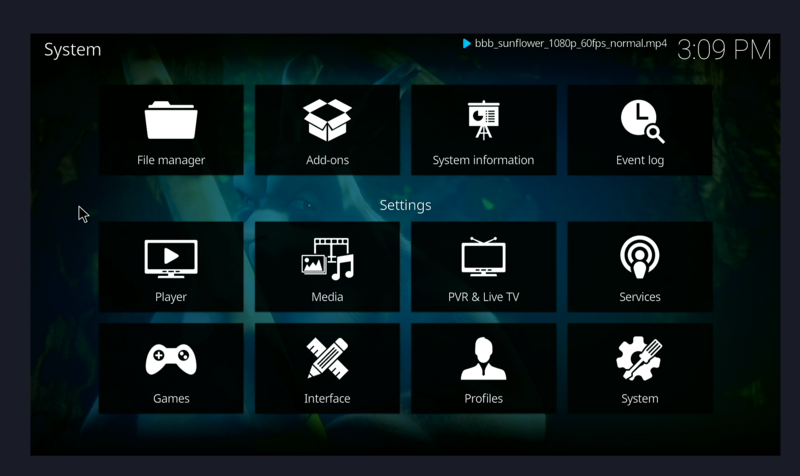 System
bbb_sunflower_1080p_60fps_normal.mp4
3:09 PM
File manager
Add-ons
System information
Event log
Settings
Player
Media
PVR & Live TV
Services
Games
Interface
Profiles
System